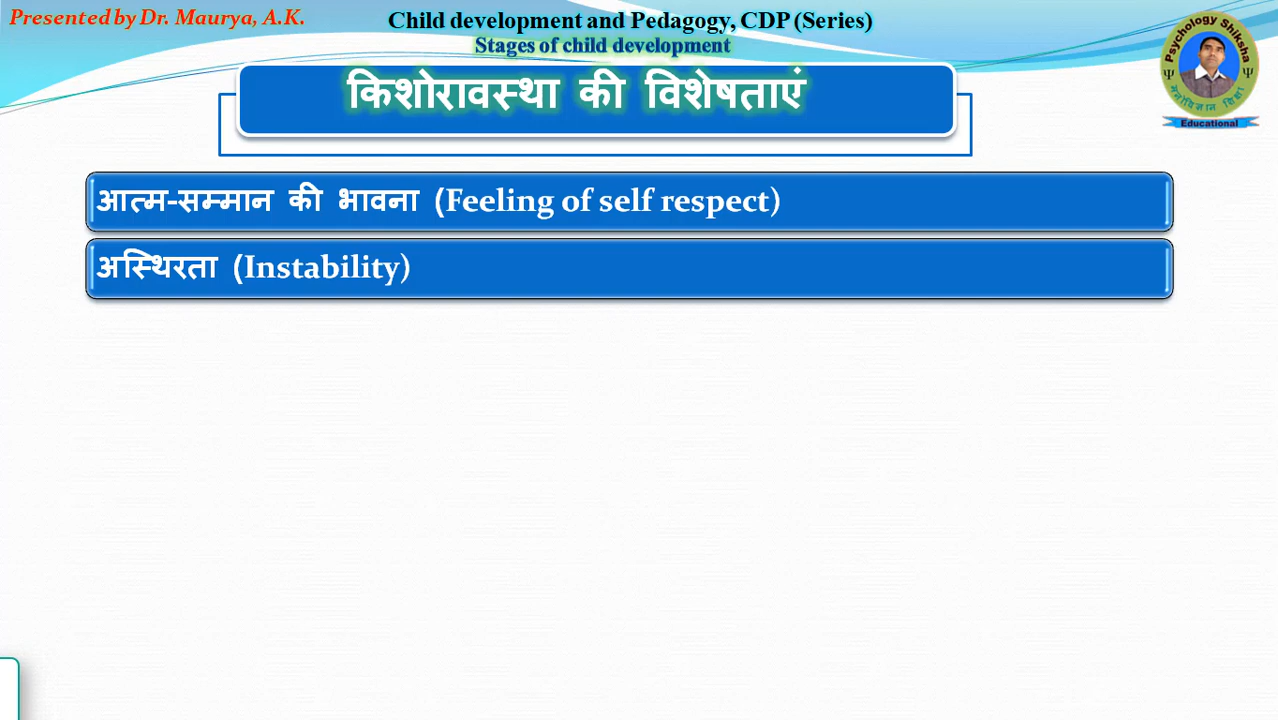 Presented by Dr. Maurya, A.K.
Child development and Pedagogy, CDP (Series)
Stages of child development
Psychology Shiksha
Ψ Ψ
मनोविज्ञान शिक्षा
Educational
किशोरावस्था की विशेषताएं
आत्म-सम्मान की भावना (Feeling of self respect)
अस्थिरता (Instability)